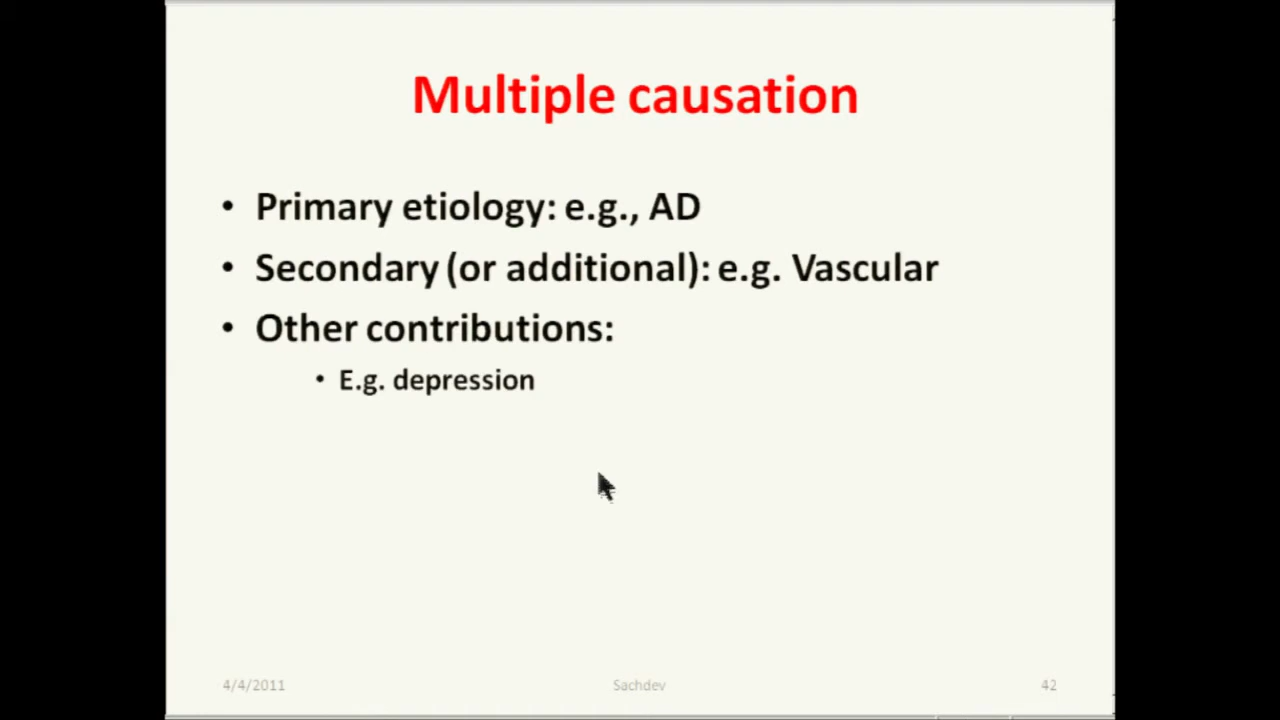 Multiple causation
• Primary etiology: e.g., AD
• Secondary (or additional): e.g. Vascular
• Other contributions:
• E.g. depression
4/4/2011 Sachdev 42